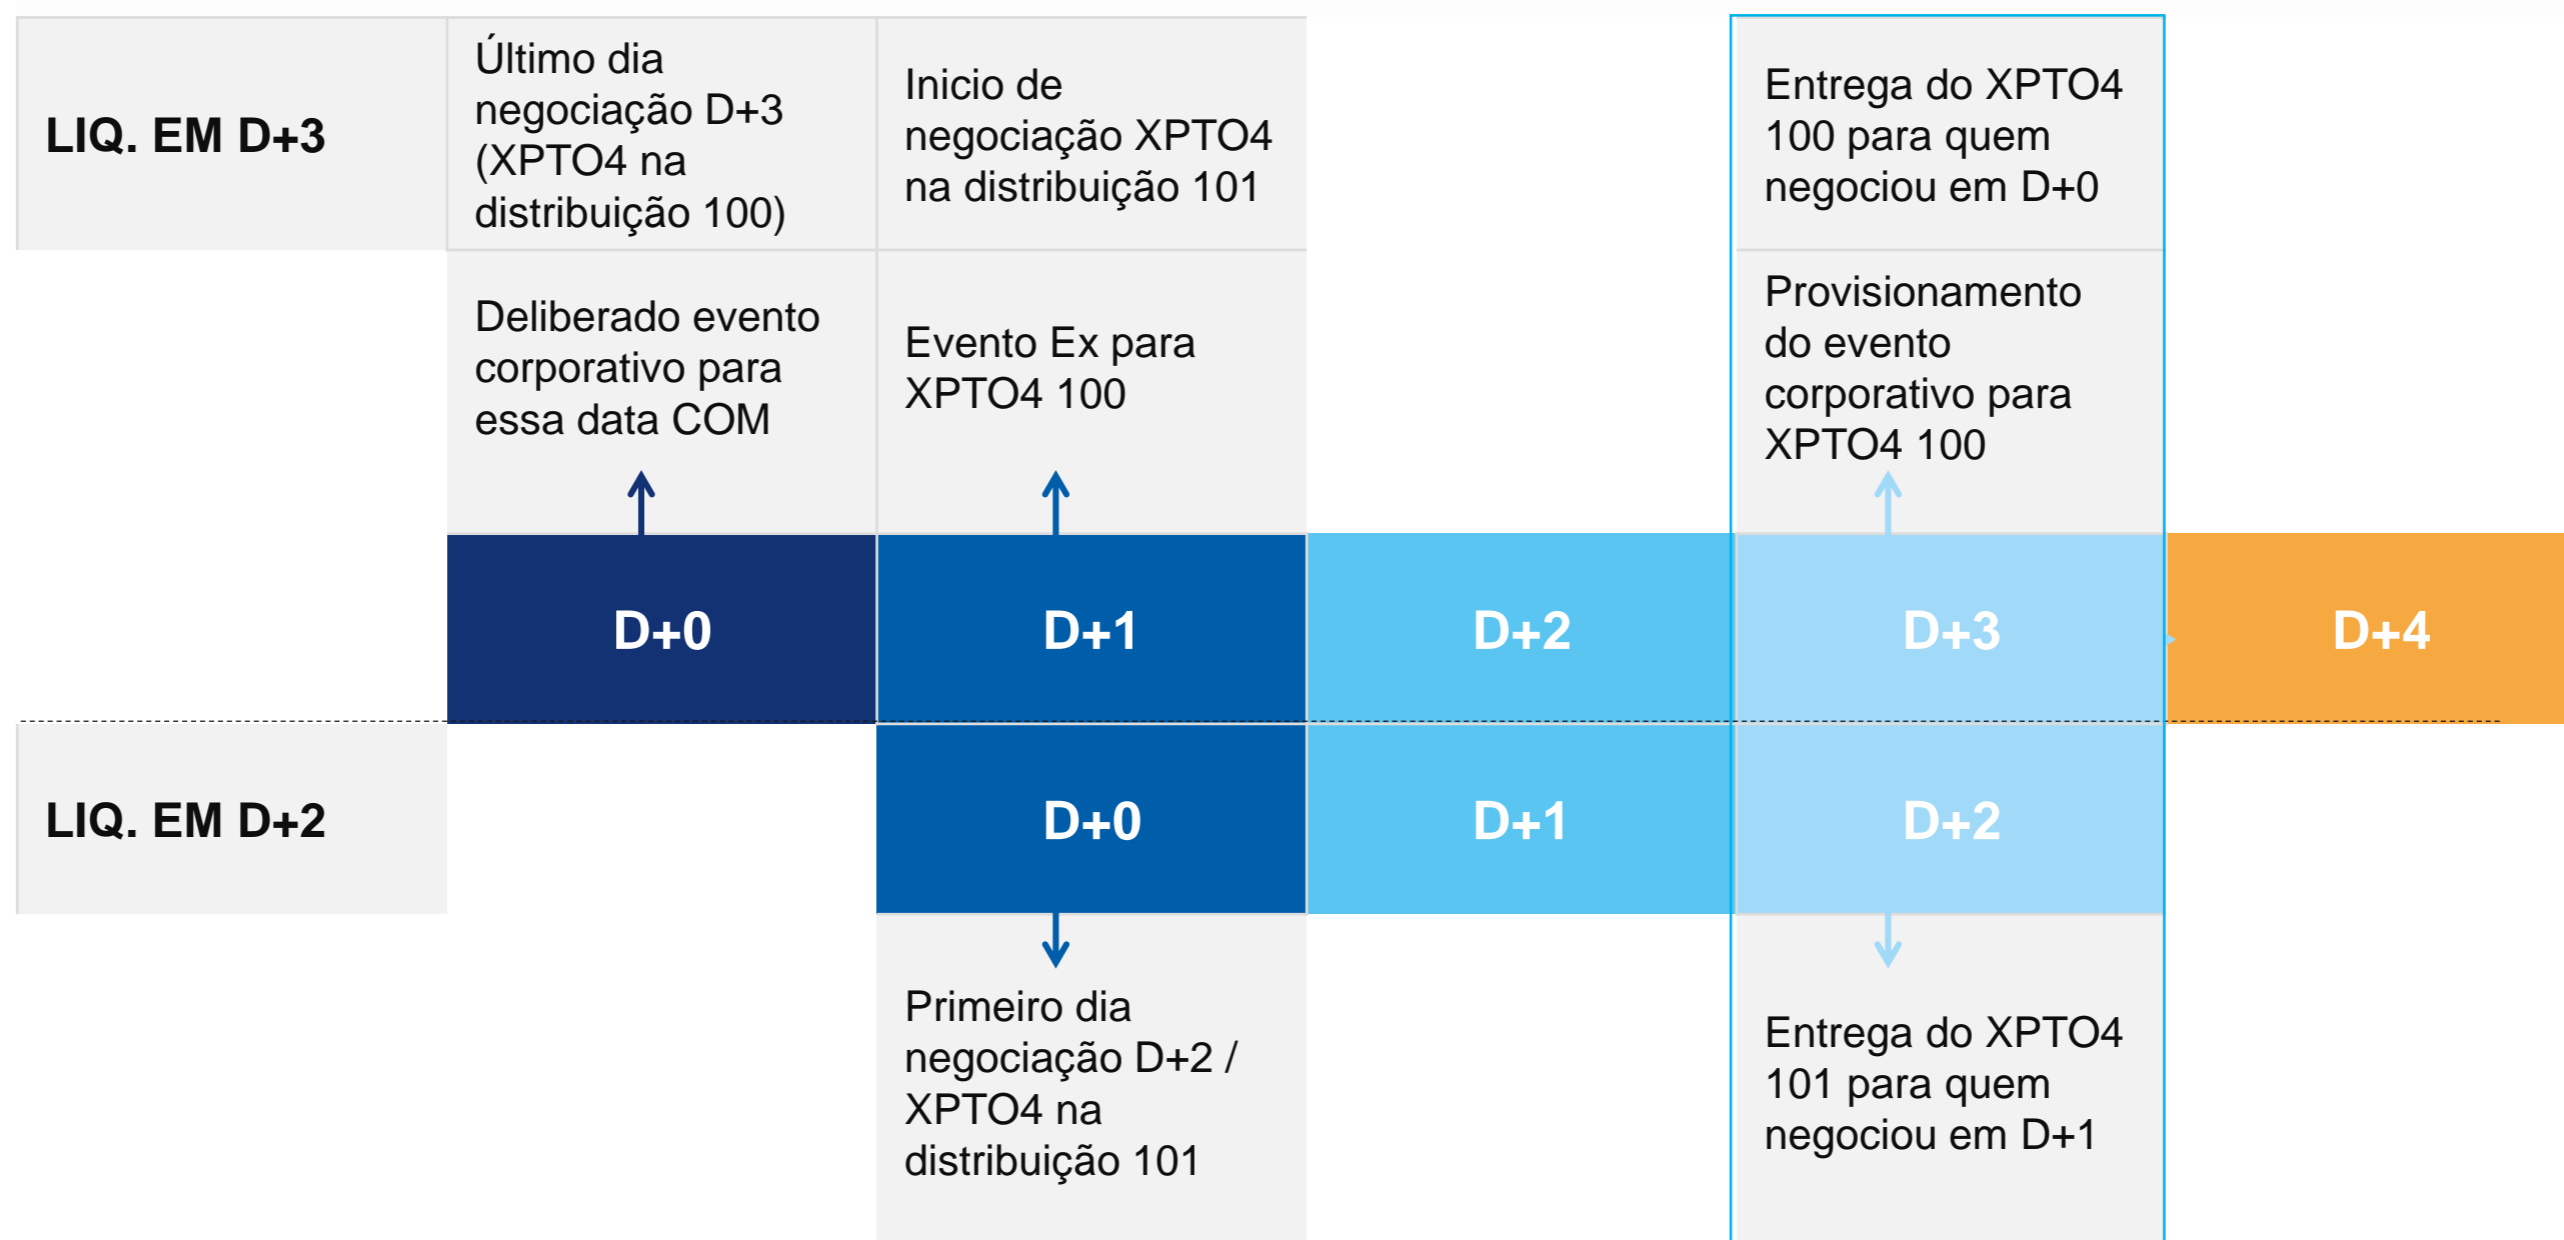 LIQ. EM D+3
Último dia
negociação D+3
(XPTO4 na
distribuição 100)
Inicio de
negociação XPTO4
na distribuição 101
Entrega do XPTO4
100 para quem
negociou em D+0
Deliberado evento
corporativo para
essa data COM
Evento Ex para
XPTO4 100
Provisionamento
do evento
corporativo para
XPTO4 100
D+0
D+1
D+2
D+3
D+4
LIQ. EM D+2
D+0
D+1
D+2
Primeiro dia
negociação D+2 /
XPTO4 na
distribuição 101
Entrega do XPTO4
101 para quem
negociou em D+1